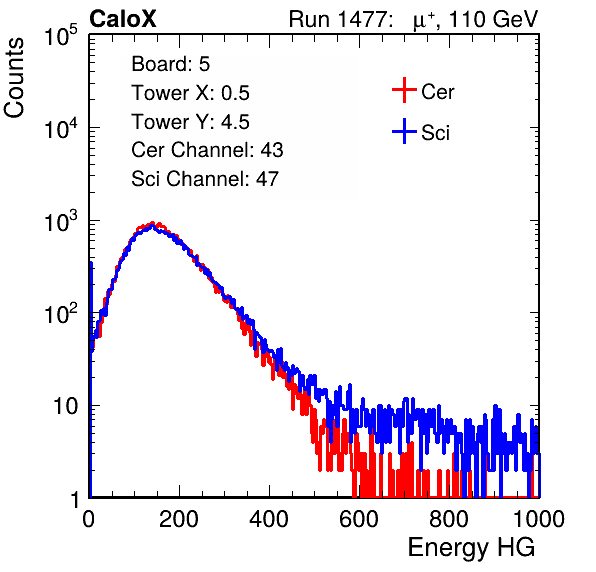 CaloX Run 1477: μ⁺, 110 GeV
Counts
10⁵
10⁴
10³
10²
10
1
Board: 5
Tower X: 0.5
Tower Y: 4.5
Cer Channel: 43
Sci Channel: 47
Cer
Sci
0 200 400 600 800 1000
Energy HG